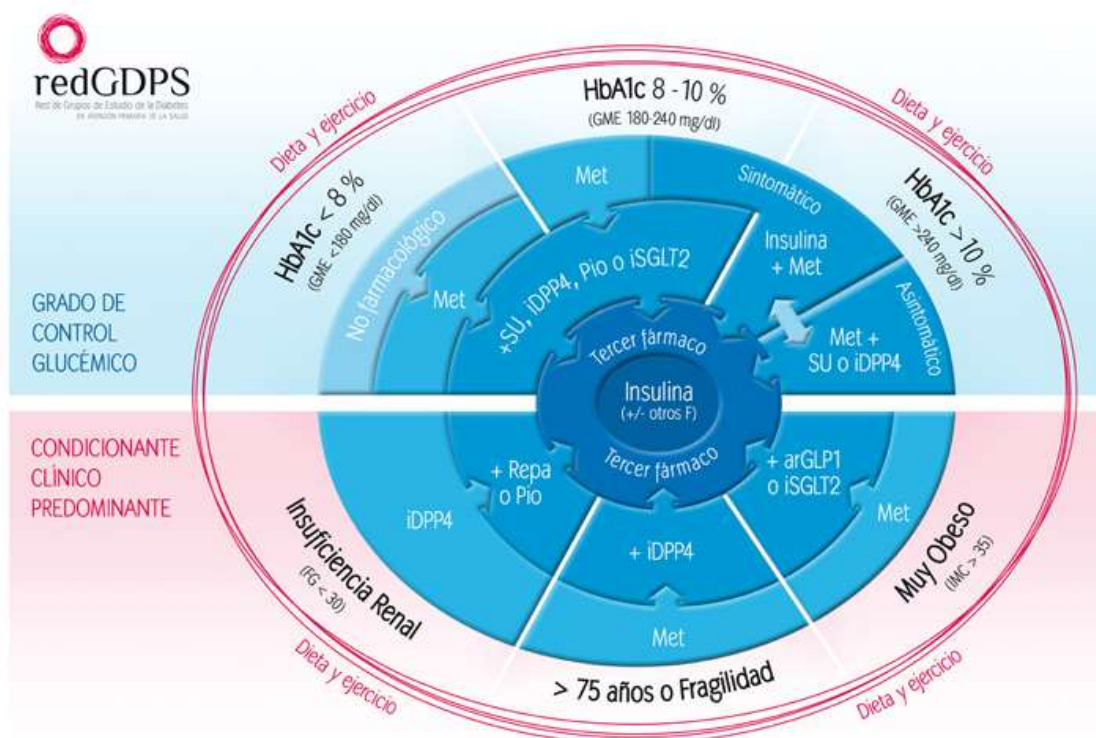 redGDPS
Red de Grupos de Estudio de la Diabetes
EN ATENCIÓN PRIMARIA DE LA SALUD
Dieta y ejercicio
HbA1c 8 - 10 %
(GME 180-240 mg/dl)
Dieta y ejercicio
HbA1c < 8 %
(GME <180 mg/dl)
HbA1c > 10 %
(GME >240 mg/dl)
GRADO DE
CONTROL
GLUCÉMICO
No farmacológico
Met
Met
+SU, iDPP4, Pio o iSGLT2
Sintomático
Insulina
+ Met
Asintomático
Met +
SU o iDPP4
Tercer fármaco
Insulina
(+/- otros F)
Tercer fármaco
CONDICIONANTE
CLÍNICO
PREDOMINANTE
iDPP4
+ Repa
o Pio
Insuficiencia Renal
(FG < 30)
+ iDPP4
Met
> 75 años o Fragilidad
+ arGLP1
o iSGLT2
Met
Muy Obeso
(IMC > 35)
Dieta y ejercicio
Dieta y ejercicio